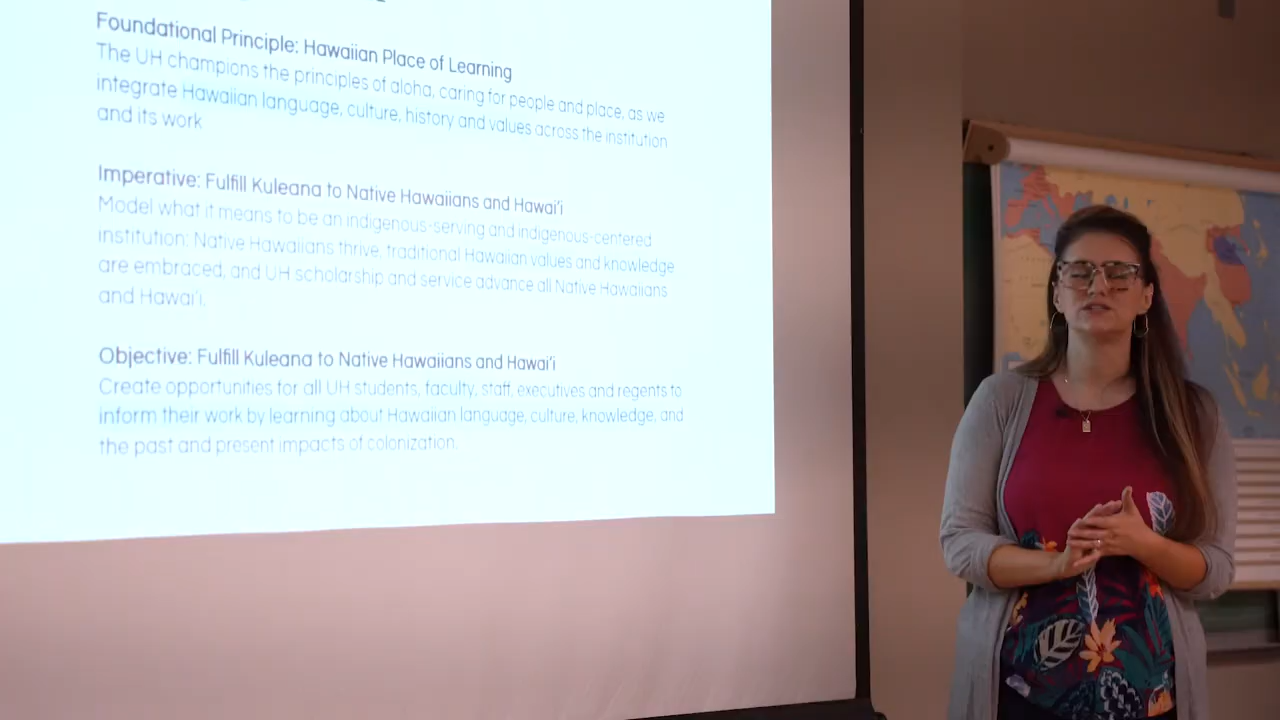 Foundational Principle: Hawaiian Place of Learning
The UH champions the principles of aloha, caring for people and place, as we
integrate Hawaiian language, culture, history and values across the institution
and its work
Imperative: Fulfill Kuleana to Native Hawaiians and Hawai'i
Model what it means to be an indigenous-serving and indigenous-centered
institution: Native Hawaiians thrive, traditional Hawaiian values and knowledge
are embraced, and UH scholarship and service advance all Native Hawaiians
and Hawai'i.
Objective: Fulfill Kuleana to Native Hawaiians and Hawai'i
Create opportunities for all UH students, faculty, staff, executives and regents to
inform their work by learning about Hawaiian language, culture, knowledge, and
the past and present impacts of colonization.